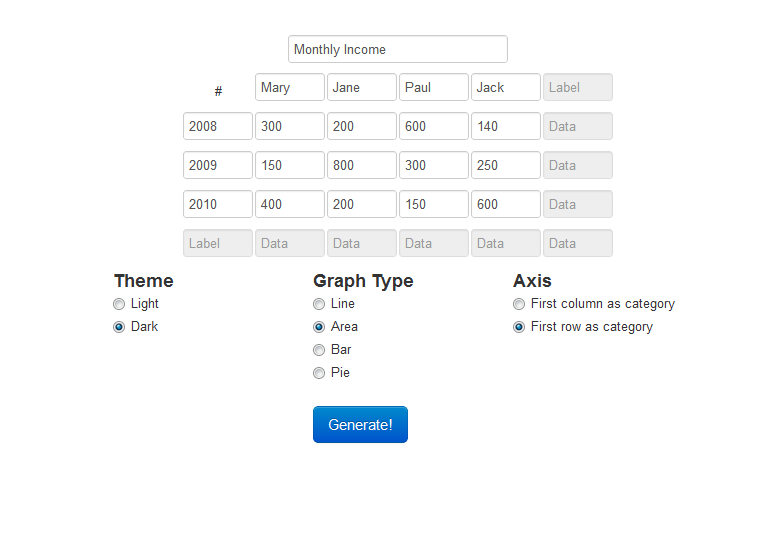 Monthly Income
# Mary Jane Paul Jack Label
2008 300 200 600 140 Data
2009 150 800 300 250 Data
2010 400 200 150 600 Data
Label Data Data Data Data Data
Theme Graph Type Axis
Light Line First column as category
Dark Area First row as category
Bar
Pie
Generate!